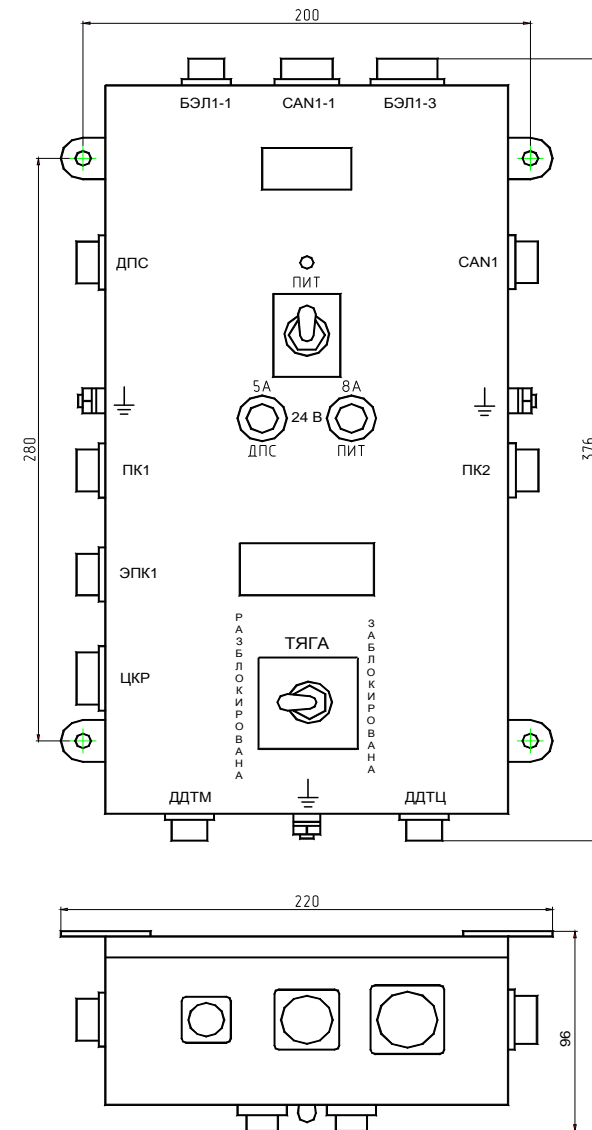 200
БЭЛ1-1
CAN1-1
БЭЛ1-3
ДПС
CAN1
ПИТ
5А
8А
24 В
ДПС
ПИТ
280
376
ПК1
ПК2
ЭПК1
РАЗБЛОКИРОВАНА
ТЯГА
ЗАБЛОКИРОВАНА
ЦКР
ДДТМ
ДДТЦ
220
96